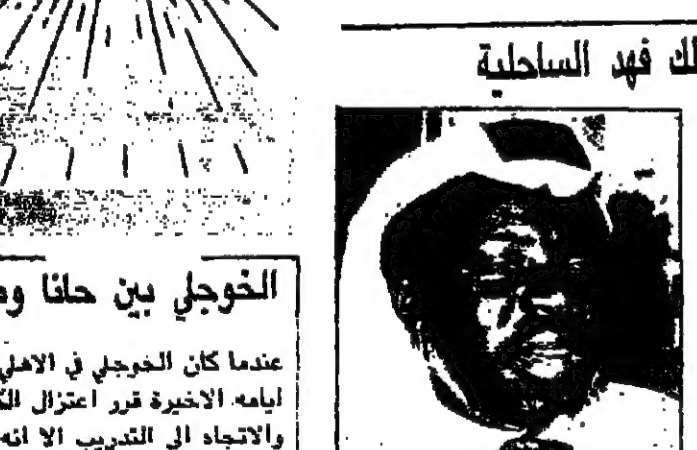 لك فهد الساحلية
الخوجلي بين حانا
عندما كان الخوجلي في الاهلي
ايامه الاخيرة قرر اعتزال
والاتجاه الى التدريب الا انه